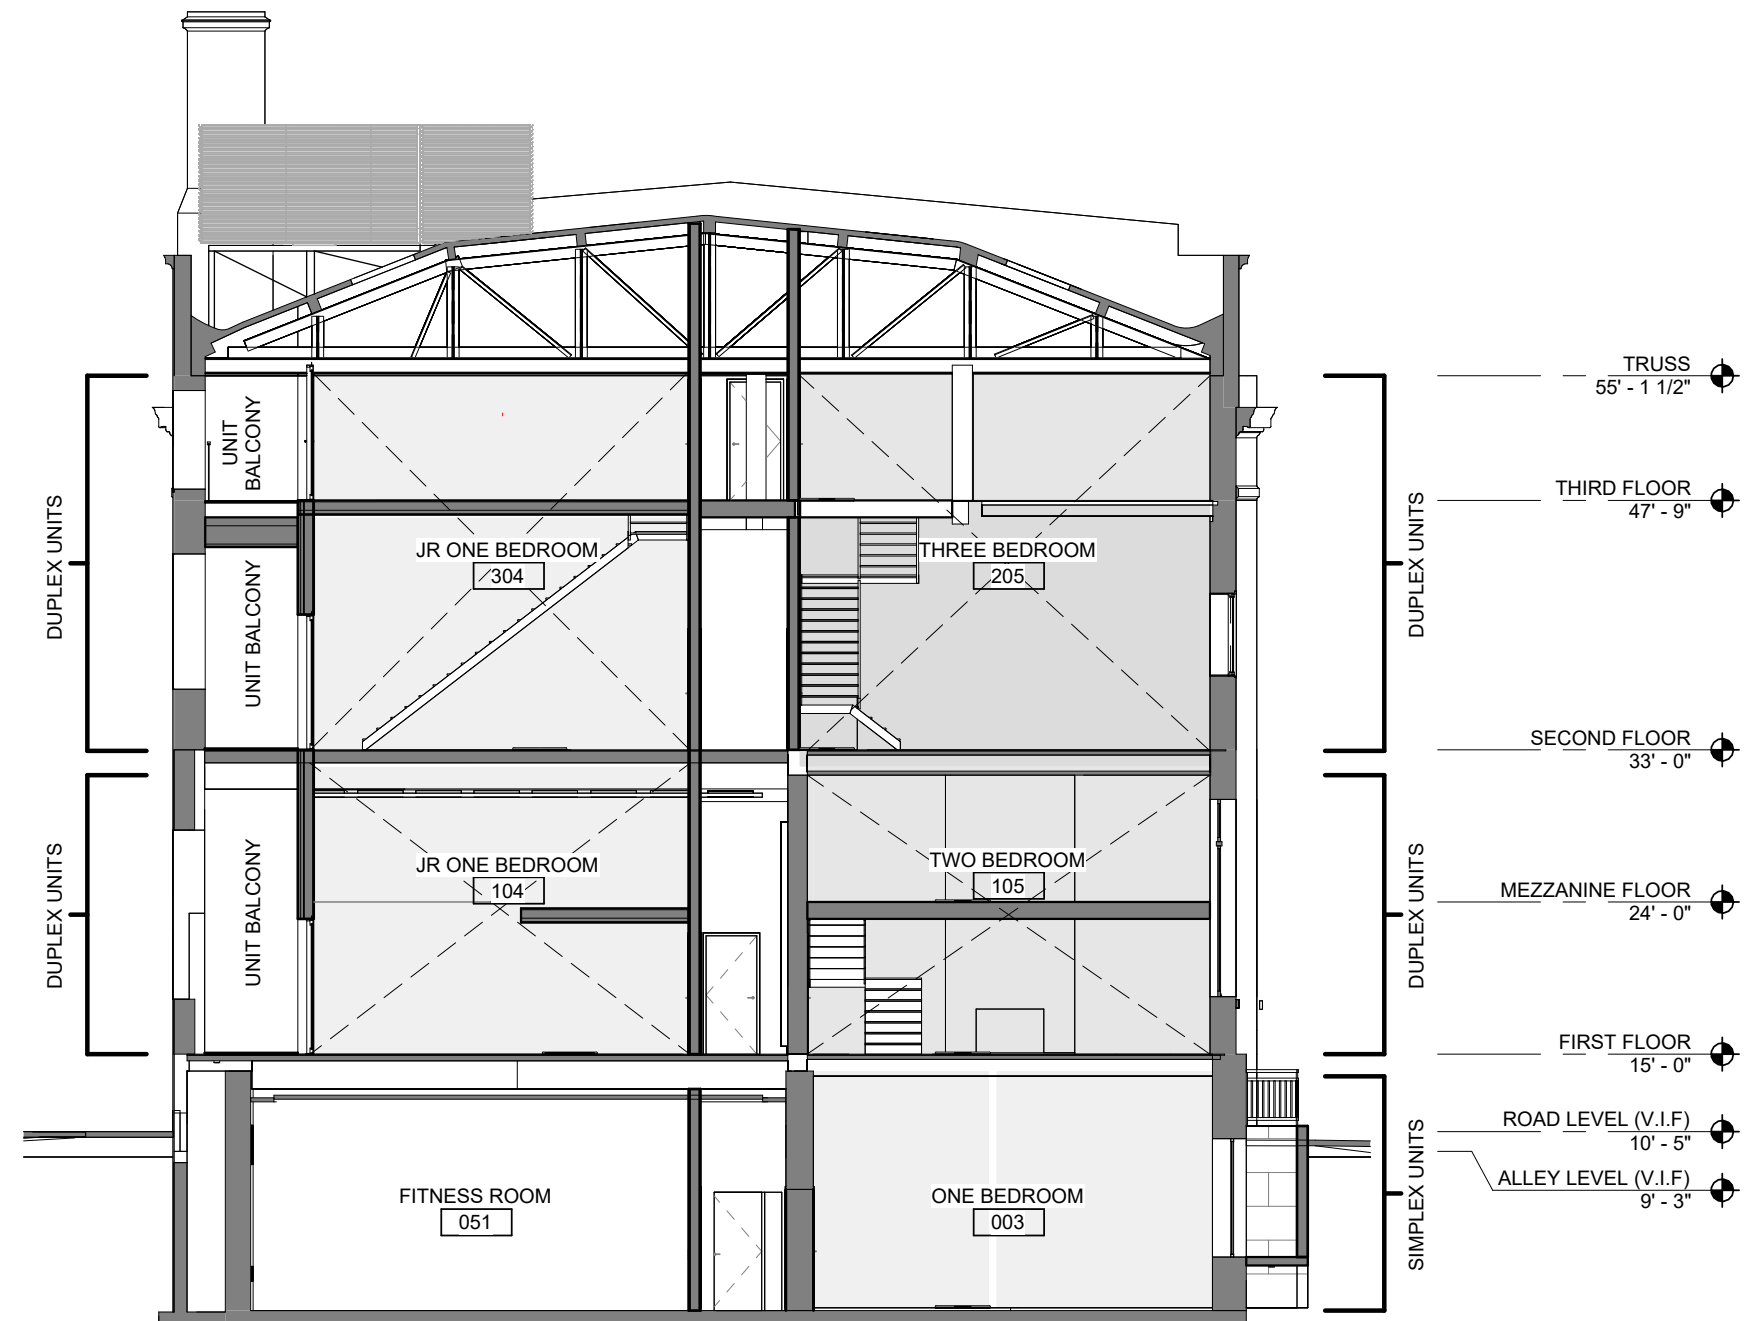 TRUSS
55' - 1 1/2"
UNIT
BALCONY
THIRD FLOOR
47' - 9"
DUPLEX UNITS
JR ONE BEDROOM
304
THREE BEDROOM
205
DUPLEX UNITS
UNIT BALCONY
SECOND FLOOR
33' - 0"
DUPLEX UNITS
UNIT BALCONY
JR ONE BEDROOM
104
TWO BEDROOM
105
DUPLEX UNITS
MEZZANINE FLOOR
24' - 0"
FIRST FLOOR
15' - 0"
ROAD LEVEL (V.I.F)
10' - 5"
ALLEY LEVEL (V.I.F)
9' - 3"
FITNESS ROOM
051
ONE BEDROOM
003
SIMPLEX UNITS